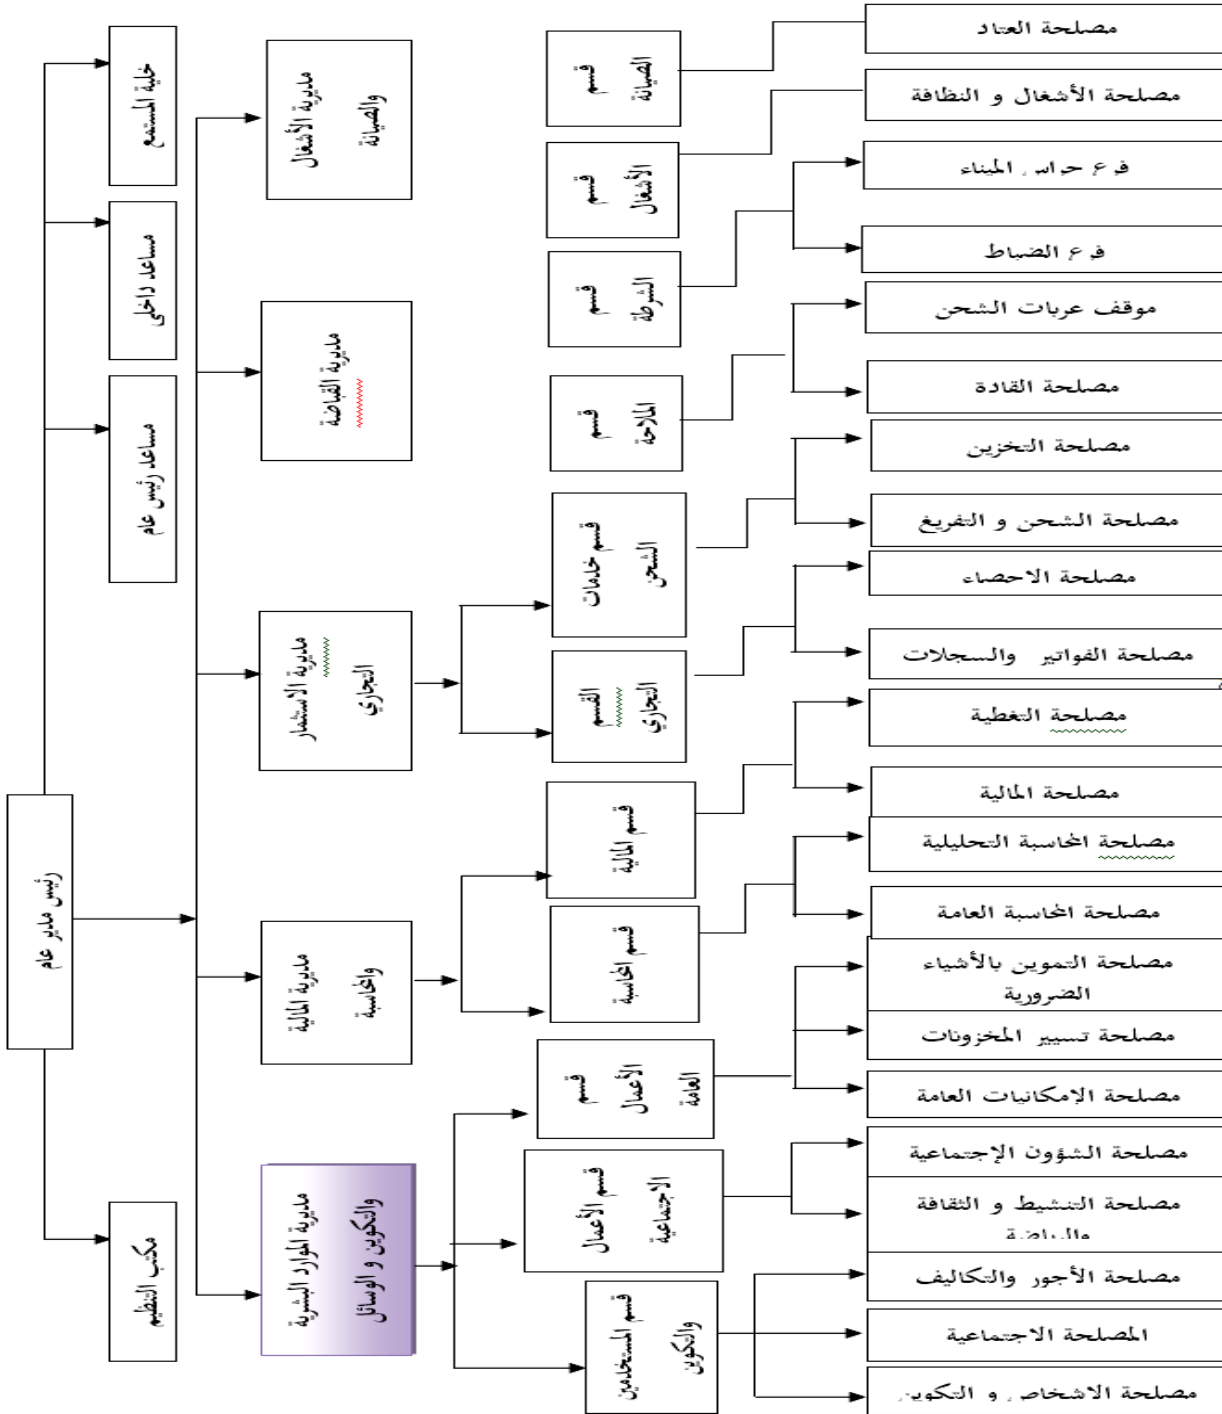 رئيس مدير عام
خلية المستمع
مساعد داخلي
مساعد رئيس عام
مكتب التنظيم
مديرية الأشغال
والصيانة
مديرية القباضة
مديرية الاستثمار
التجاري
مديرية المالية
والمحاسبة
مديرية الموارد البشرية
والتكوين و الوسائل
قسم
الصيانة
قسم
الأشغال
قسم
الشرطة
قسم
الملاحة
قسم خدمات
الشحن
القسم
التجاري
قسم المالية
قسم المحاسبة
قسم
الأعمال
العامة
قسم الأعمال
الاجتماعية
قسم المستخدمين
والتكوين
مصلحة العتاد
مصلحة الأشغال و النظافة
فرع حراس الميناء
فرع الضباط
موقف عربات الشحن
مصلحة القادة
مصلحة التخزين
مصلحة الشحن و التفريغ
مصلحة الاحصاء
مصلحة الفواتير والسجلات
مصلحة التغطية
مصلحة المالية
مصلحة المحاسبة التحليلية
مصلحة المحاسبة العامة
مصلحة التموين بالأشياء
الضرورية
مصلحة تسيير المخزونات
مصلحة الإمكانيات العامة
مصلحة الشؤون الإجتماعية
مصلحة التنشيط و الثقافة
والرياضة
مصلحة الأجور والتكاليف
المصلحة الاجتماعية
مصلحة الاشخاص و التكوين